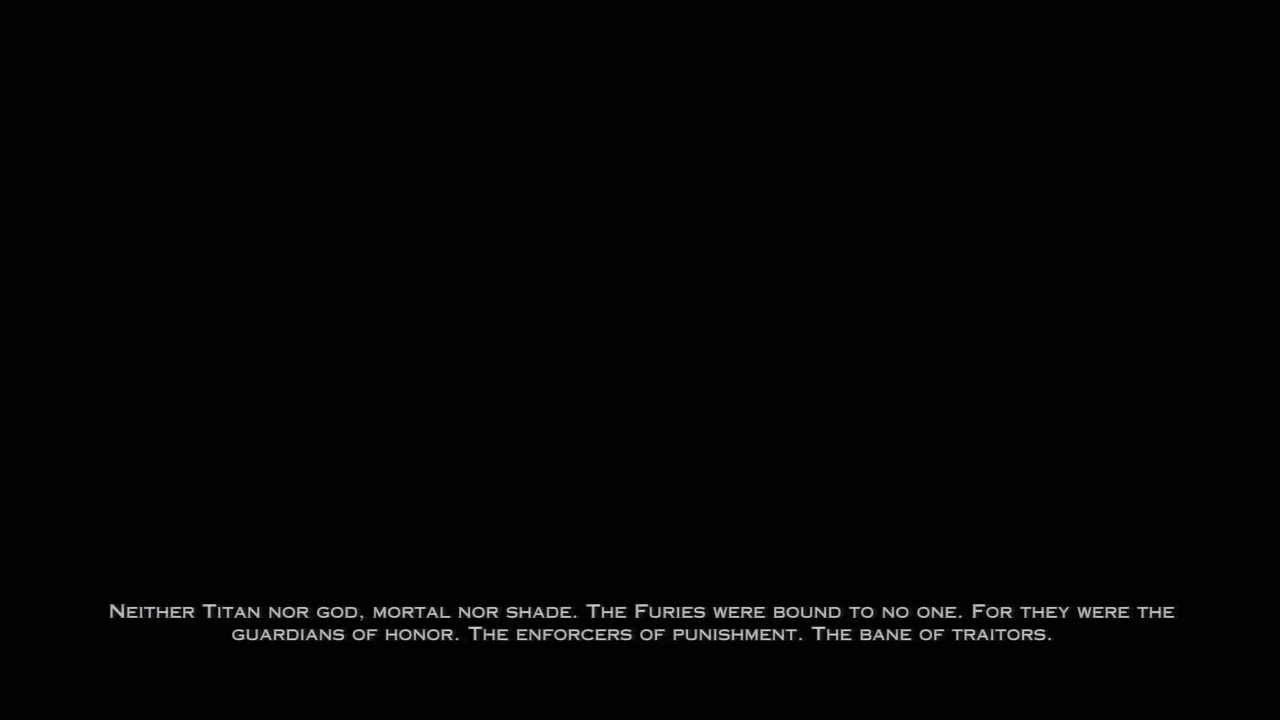 Neither Titan nor god, mortal nor shade. The Furies were bound to no one. For they were the
guardians of honor. The enforcers of punishment. The bane of traitors.